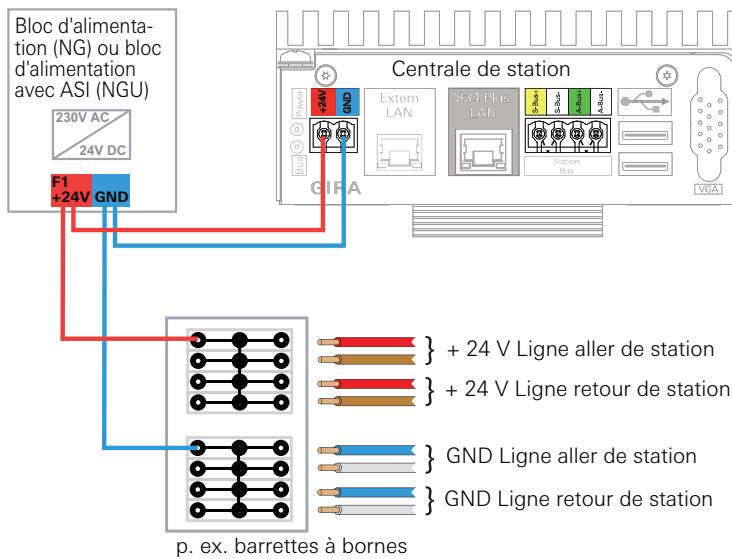 Bloc d'alimenta-
tion (NG) ou bloc
d'alimentation
avec ASI (NGU)
230V AC
24V DC
F1
+24V GND
Centrale de station
Power
Bus
+24V
GND
Extern
LAN
834 Plus
LAN
S-Bus+
S-Bus-
A-Bus+
A-Bus-
Station
Bus
VGA
GIRA
+ 24 V Ligne aller de station
+ 24 V Ligne retour de station
GND Ligne aller de station
GND Ligne retour de station
p. ex. barrettes à bornes